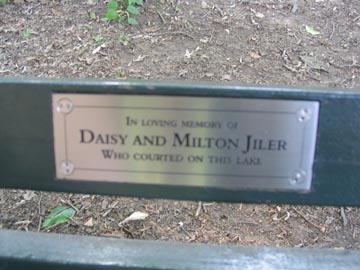 In loving memory of
Daisy and Milton Jiler
Who courted on this lake